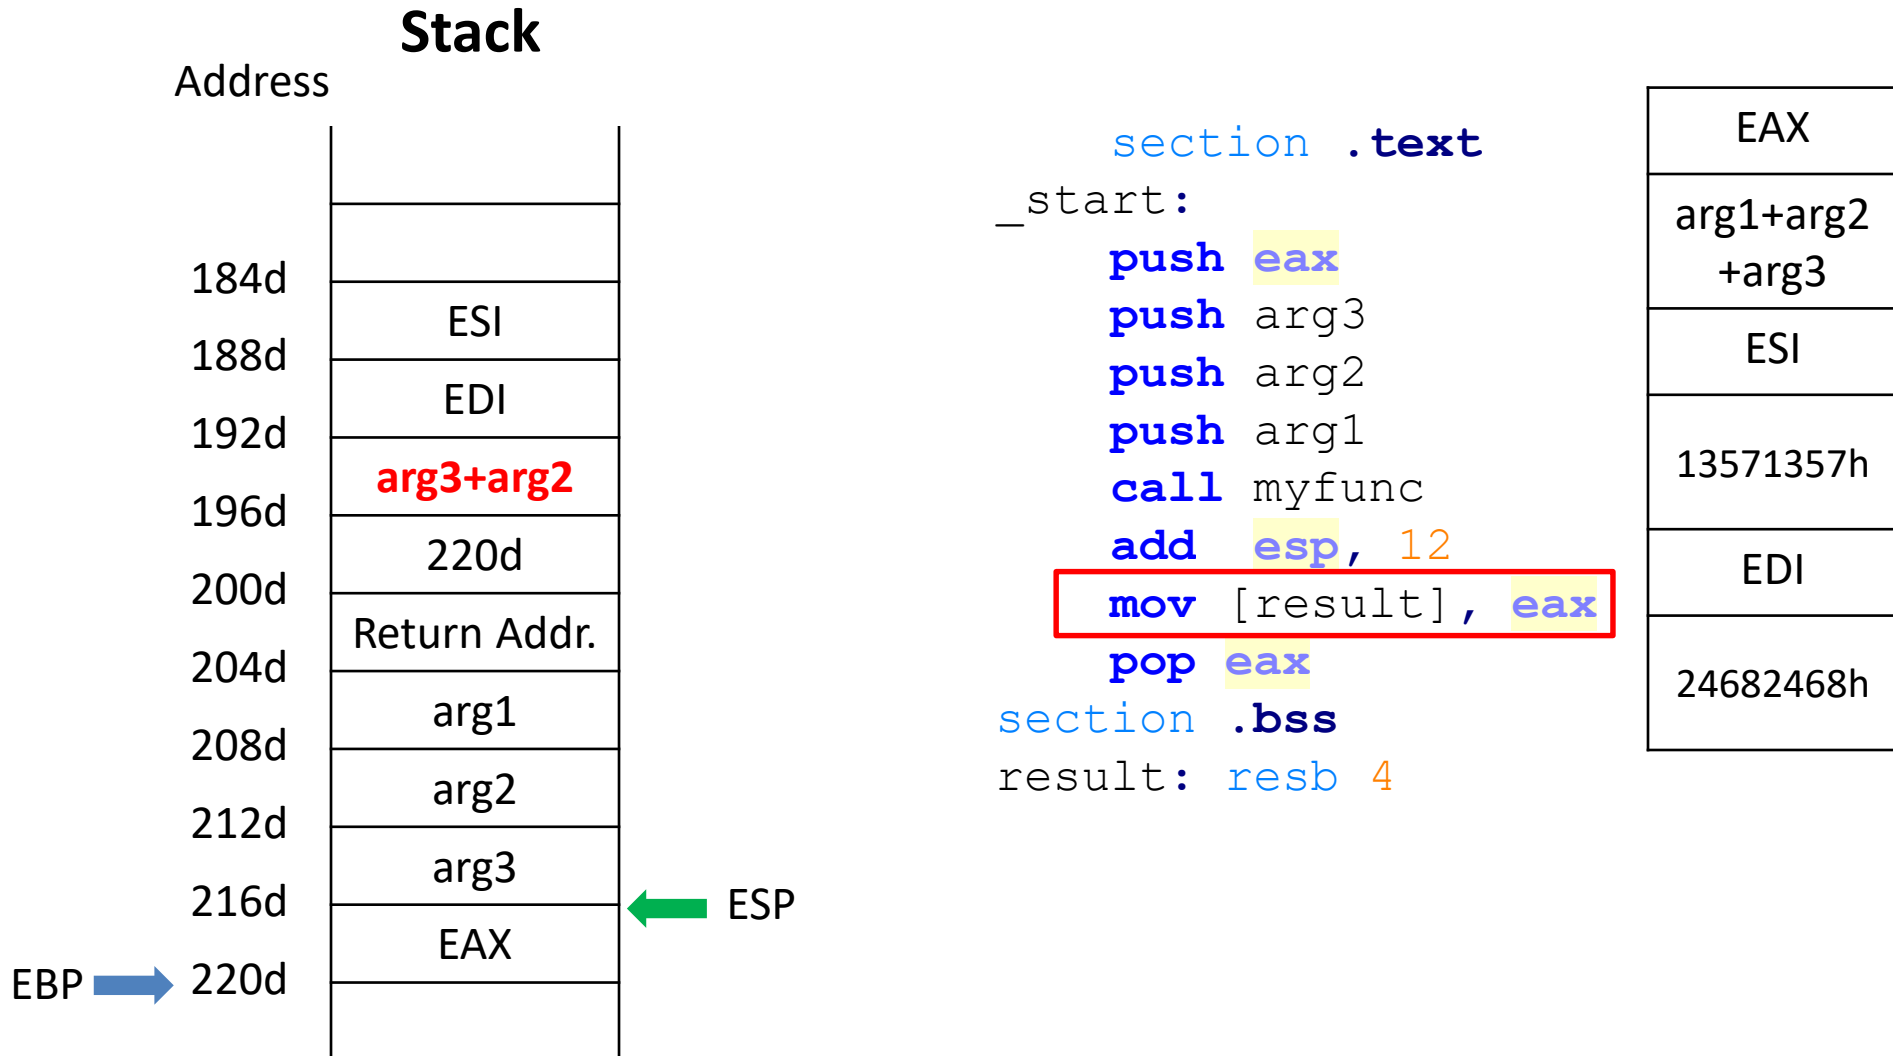 Stack
Address
184d
ESI
188d
EDI
192d
arg3+arg2
196d
220d
200d
Return Addr.
204d
arg1
208d
arg2
212d
arg3
216d
ESP
EAX
EBP
220d
section .text
_start:
push eax
push arg3
push arg2
push arg1
call myfunc
add esp, 12
mov [result], eax
pop eax
section .bss
result: resb 4
EAX
arg1+arg2
+arg3
ESI
13571357h
EDI
24682468h